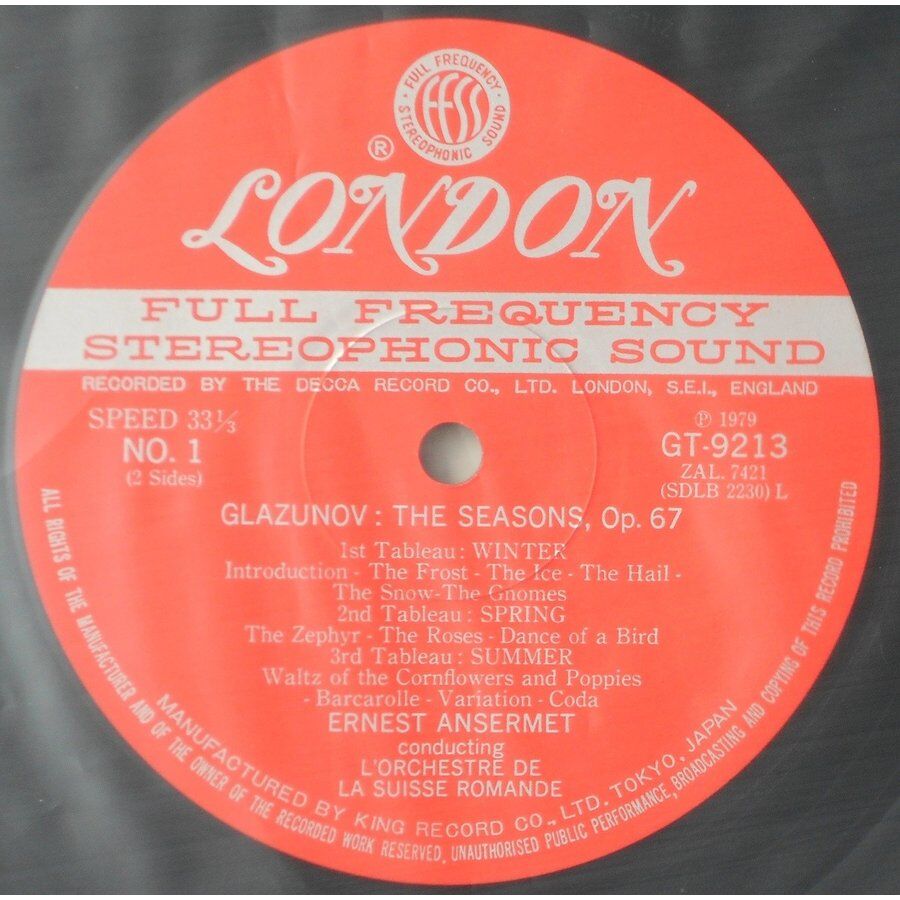 · FULL FREQUENCY · STEREOPHONIC SOUND
FFSS
®
LONDON
FULL FREQUENCY
STEREOPHONIC SOUND
RECORDED BY THE DECCA RECORD CO., LTD. LONDON, S.E.I., ENGLAND
SPEED 33⅓
NO. 1
(2 Sides)
℗ 1979
GT-9213
ZAL. 7421
(SDLB 2230) L
GLAZUNOV : THE SEASONS, Op. 67
1st Tableau : WINTER
Introduction - The Frost - The Ice - The Hail -
The Snow-The Gnomes
2nd Tableau : SPRING
The Zephyr - The Roses - Dance of a Bird
3rd Tableau : SUMMER
Waltz of the Cornflowers and Poppies
- Barcarolle - Variation - Coda
ERNEST ANSERMET
conducting
L'ORCHESTRE DE
LA SUISSE ROMANDE
MANUFACTURED BY KING RECORD CO., LTD. TOKYO, JAPAN
ALL RIGHTS OF THE MANUFACTURER AND OF THE OWNER OF THE RECORDED WORK RESERVED, UNAUTHORISED PUBLIC PERFORMANCE, BROADCASTING AND COPYING OF THIS RECORD PROHIBITED